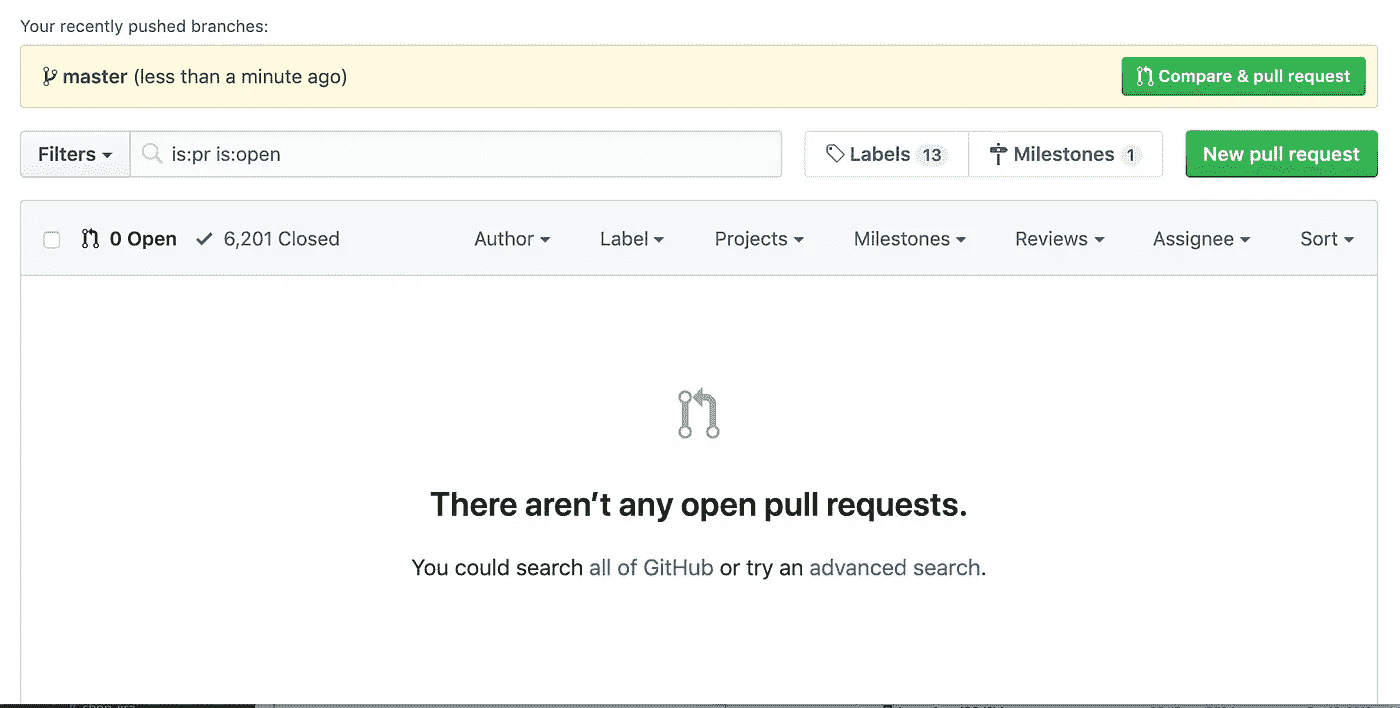 Your recently pushed branches:
master (less than a minute ago) Compare & pull request
Filters is:pr is:open Labels 13 Milestones 1 New pull request
0 Open 6,201 Closed Author Label Projects Milestones Reviews Assignee Sort
There aren’t any open pull requests.
You could search all of GitHub or try an advanced search.